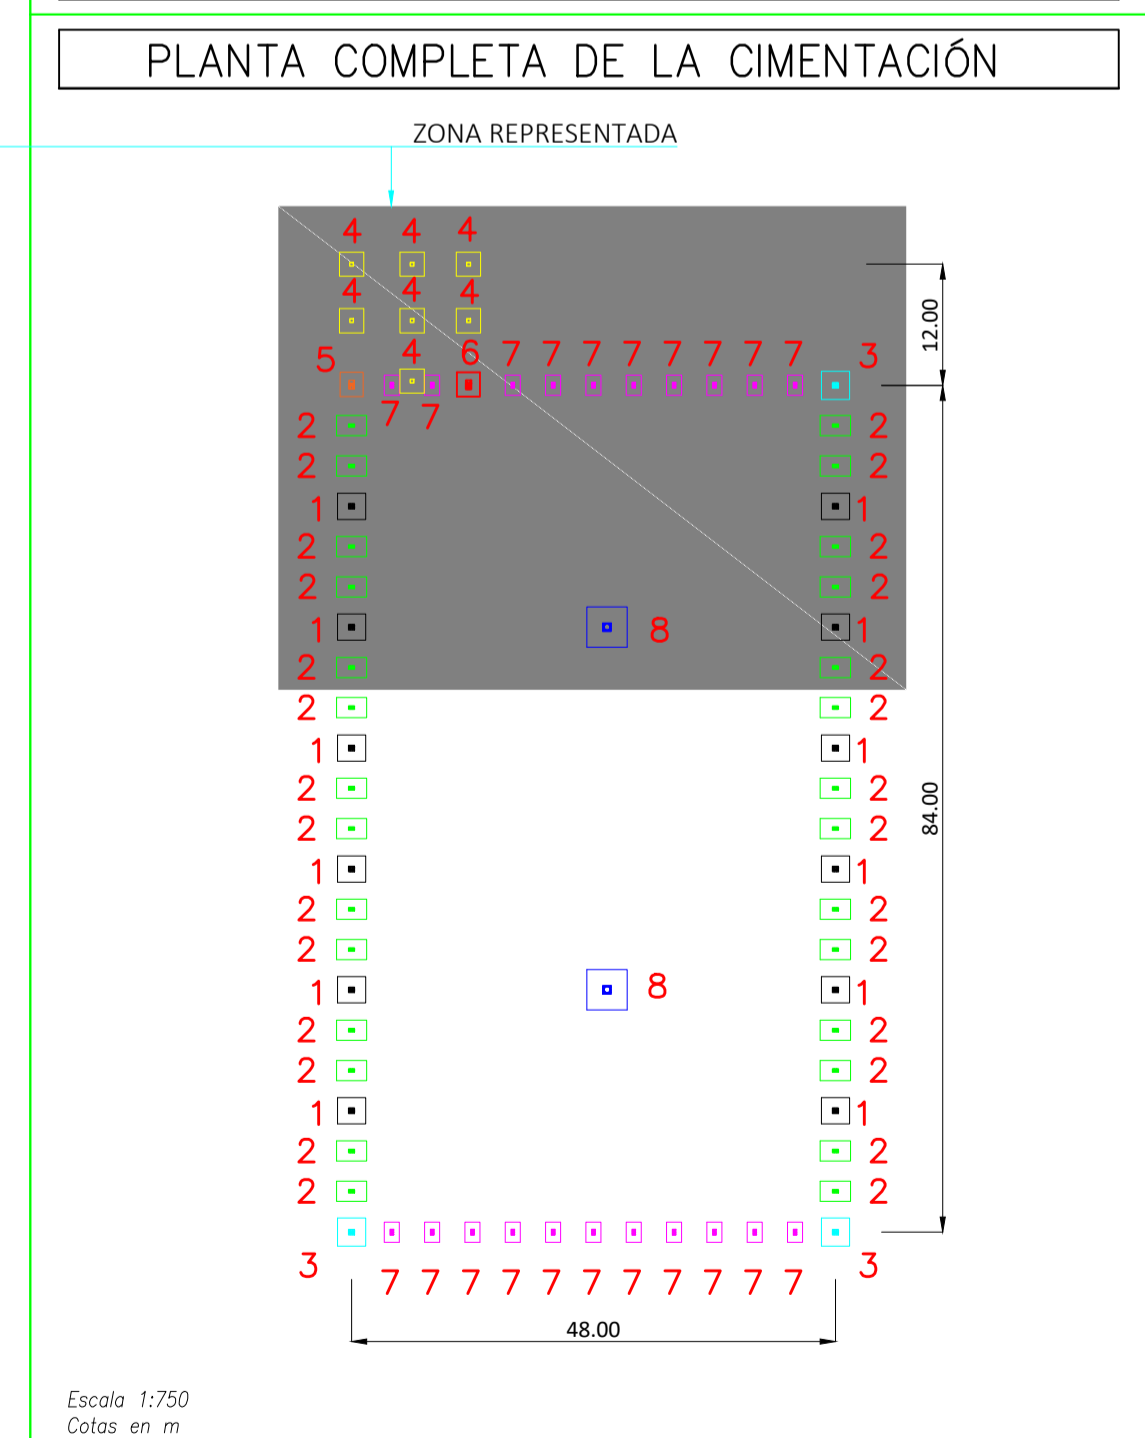 PLANTA COMPLETA DE LA CIMENTACIÓN
ZONA REPRESENTADA
4 4 4
4 4 4
12.00
5 4 6 7 7 7 7 7 7 7 7 3
7 7
2 2
2 2
1 1
2 2
2 2
1 8 1
2 2
2 2
1 1
2 2
84.00
2 2
1 1
2 2
2 2
1 8 1
2 2
2 2
1 1
2 2
2 2
3 3
7 7 7 7 7 7 7 7 7 7 7
48.00
Escala 1:750
Cotas en m